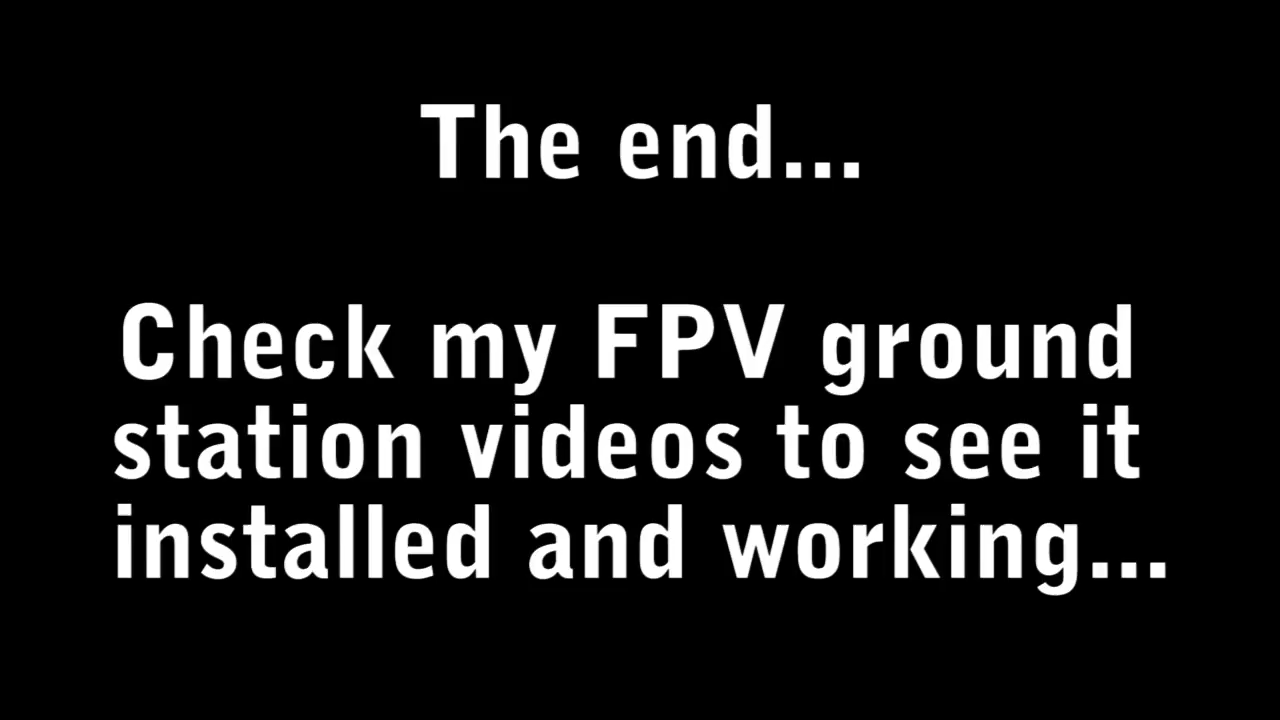 The end...
Check my FPV ground
station videos to see it
installed and working...